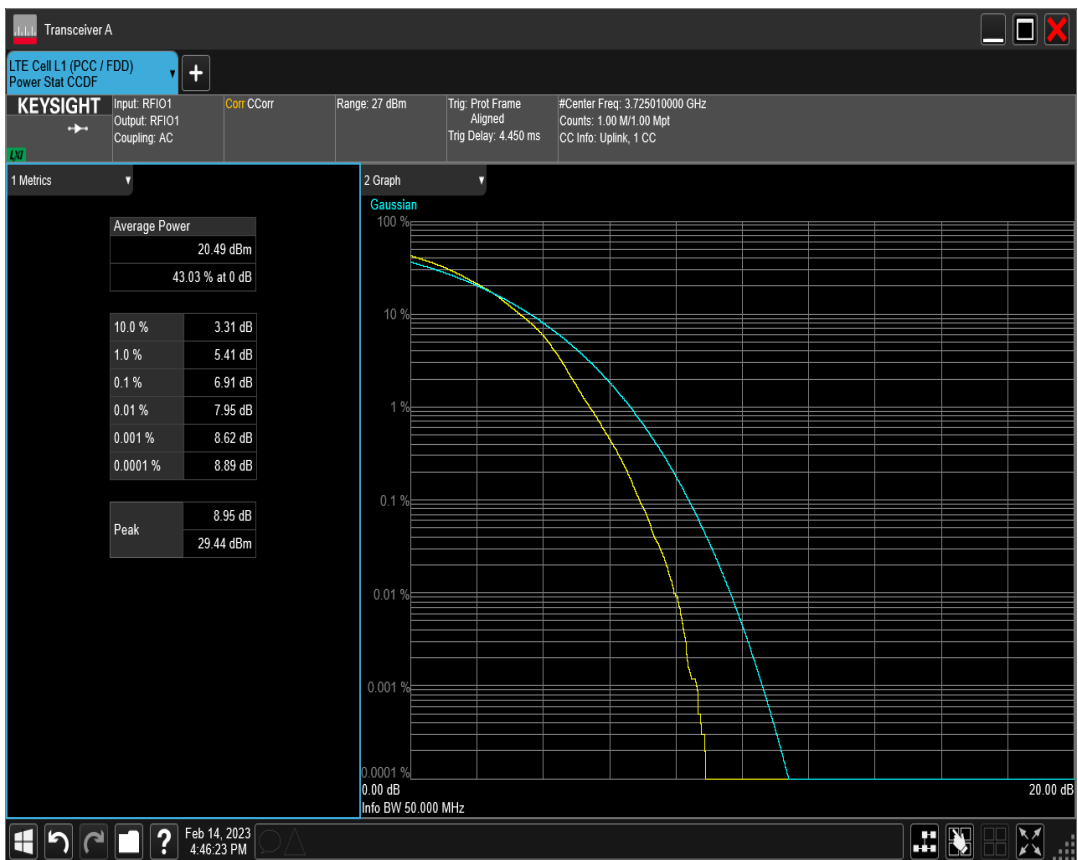 Transceiver A
LTE Cell L1 (PCC / FDD)
Power Stat CCDF
+
KEYSIGHT
LXI
Input: RFIO1
Output: RFIO1
Coupling: AC
Corr CCorr
Range: 27 dBm
Trig: Prot Frame
Aligned
Trig Delay: 4.450 ms
#Center Freq: 3.725010000 GHz
Counts: 1.00 M/1.00 Mpt
CC Info: Uplink, 1 CC
1 Metrics
Average Power
20.49 dBm
43.03 % at 0 dB
10.0 % 3.31 dB
1.0 % 5.41 dB
0.1 % 6.91 dB
0.01 % 7.95 dB
0.001 % 8.62 dB
0.0001 % 8.89 dB
Peak
8.95 dB
29.44 dBm
2 Graph
Gaussian
100 %
10 %
1 %
0.1 %
0.01 %
0.001 %
0.0001 %
0.00 dB 20.00 dB
Info BW 50.000 MHz
?
Feb 14, 2023
4:46:23 PM